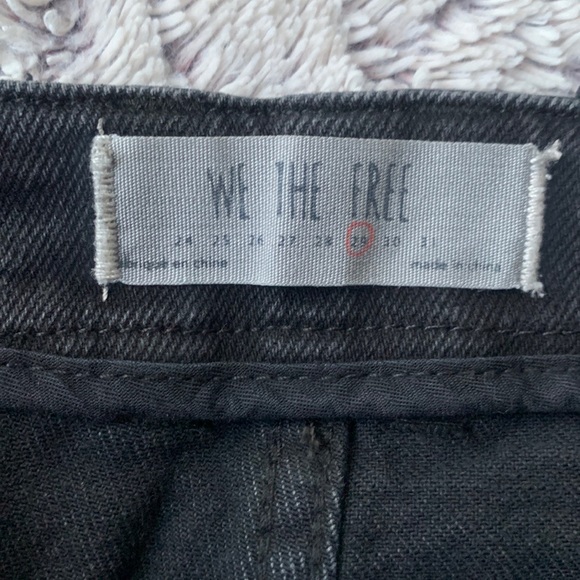 WE THE FREE
24 25 26 27 28 29 30 31
fabriqué en chine made in china